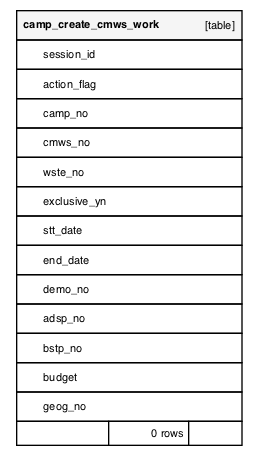 camp_create_cmws_work [table]
session_id
action_flag
camp_no
cmws_no
wste_no
exclusive_yn
stt_date
end_date
demo_no
adsp_no
bstp_no
budget
geog_no
0 rows